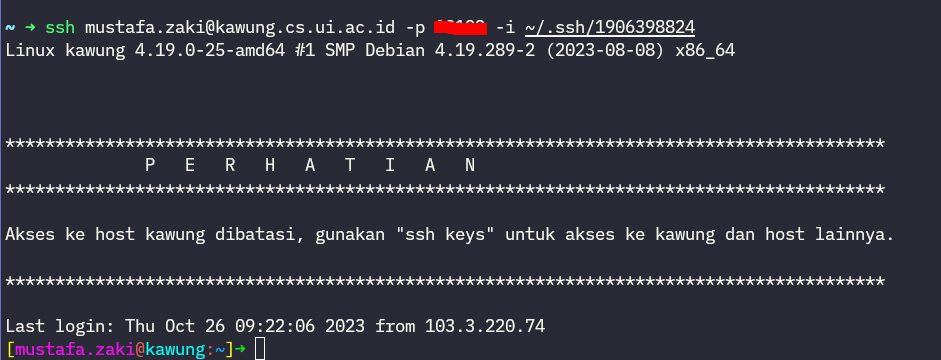 ~ → ssh mustafa.zaki@kawung.cs.ui.ac.id -p -i ~/.ssh/1906398824
Linux kawung 4.19.0-25-amd64 #1 SMP Debian 4.19.289-2 (2023-08-08) x86_64
****************************************************************************************
P E R H A T I A N
****************************************************************************************
Akses ke host kawung dibatasi, gunakan "ssh keys" untuk akses ke kawung dan host lainnya.
****************************************************************************************
Last login: Thu Oct 26 09:22:06 2023 from 103.3.220.74
[mustafa.zaki@kawung:~]→